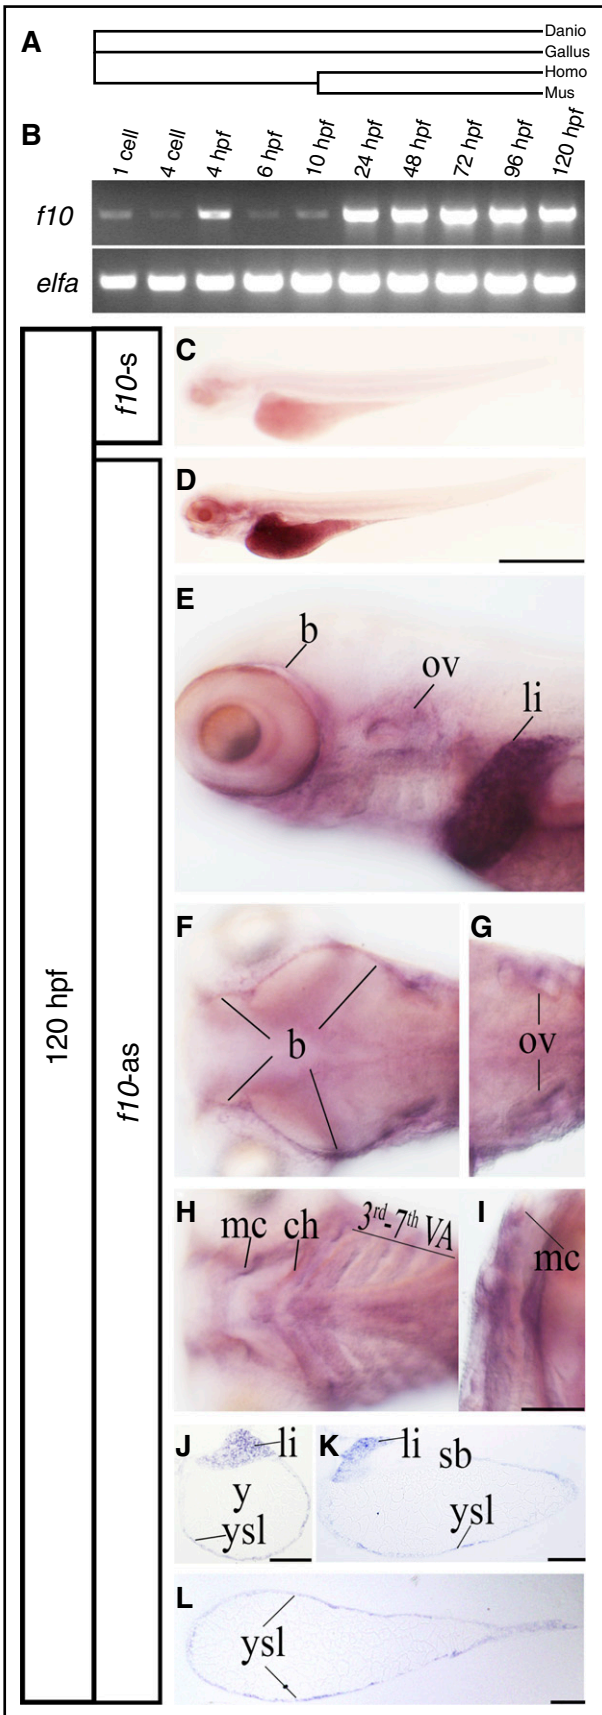 A
Danio
Gallus
Homo
Mus
B
1 cell
4 cell
4 hpf
6 hpf
10 hpf
24 hpf
48 hpf
72 hpf
96 hpf
120 hpf
f10
elfa
120 hpf
f10-s
f10-as
C
D
E
b
ov
li
F
b
G
ov
H
mc
ch
3rd-7th VA
I
mc
J
li
y
ysl
K
li
sb
ysl
L
ysl